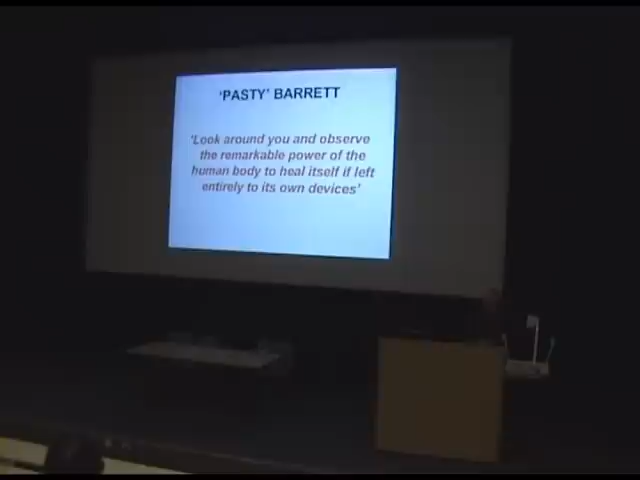 ‘PASTY’ BARRETT
‘Look around you and observe
the remarkable power of the
human body to heal itself if left
entirely to its own devices’